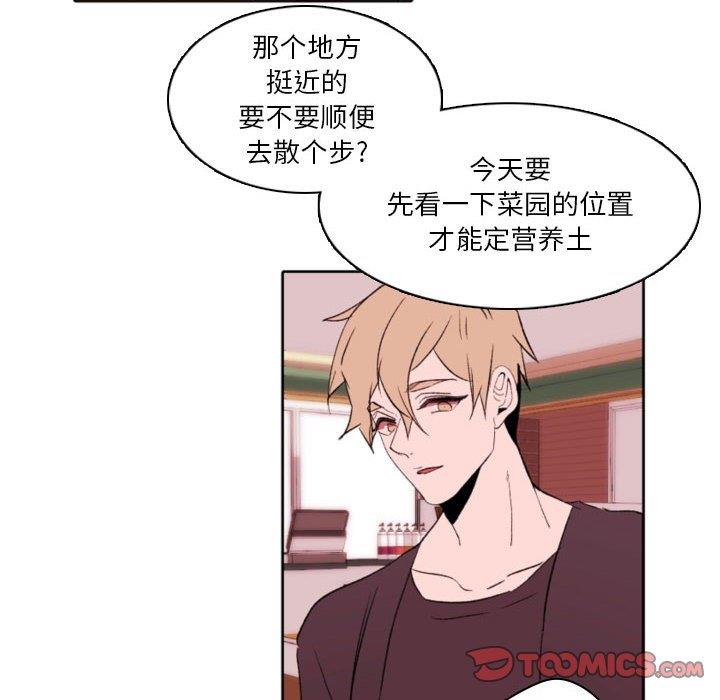 那个地方
挺近的
要不要顺便
去散个步?
今天要
先看一下菜园的位置
才能定营养土
TOOMICS.COM